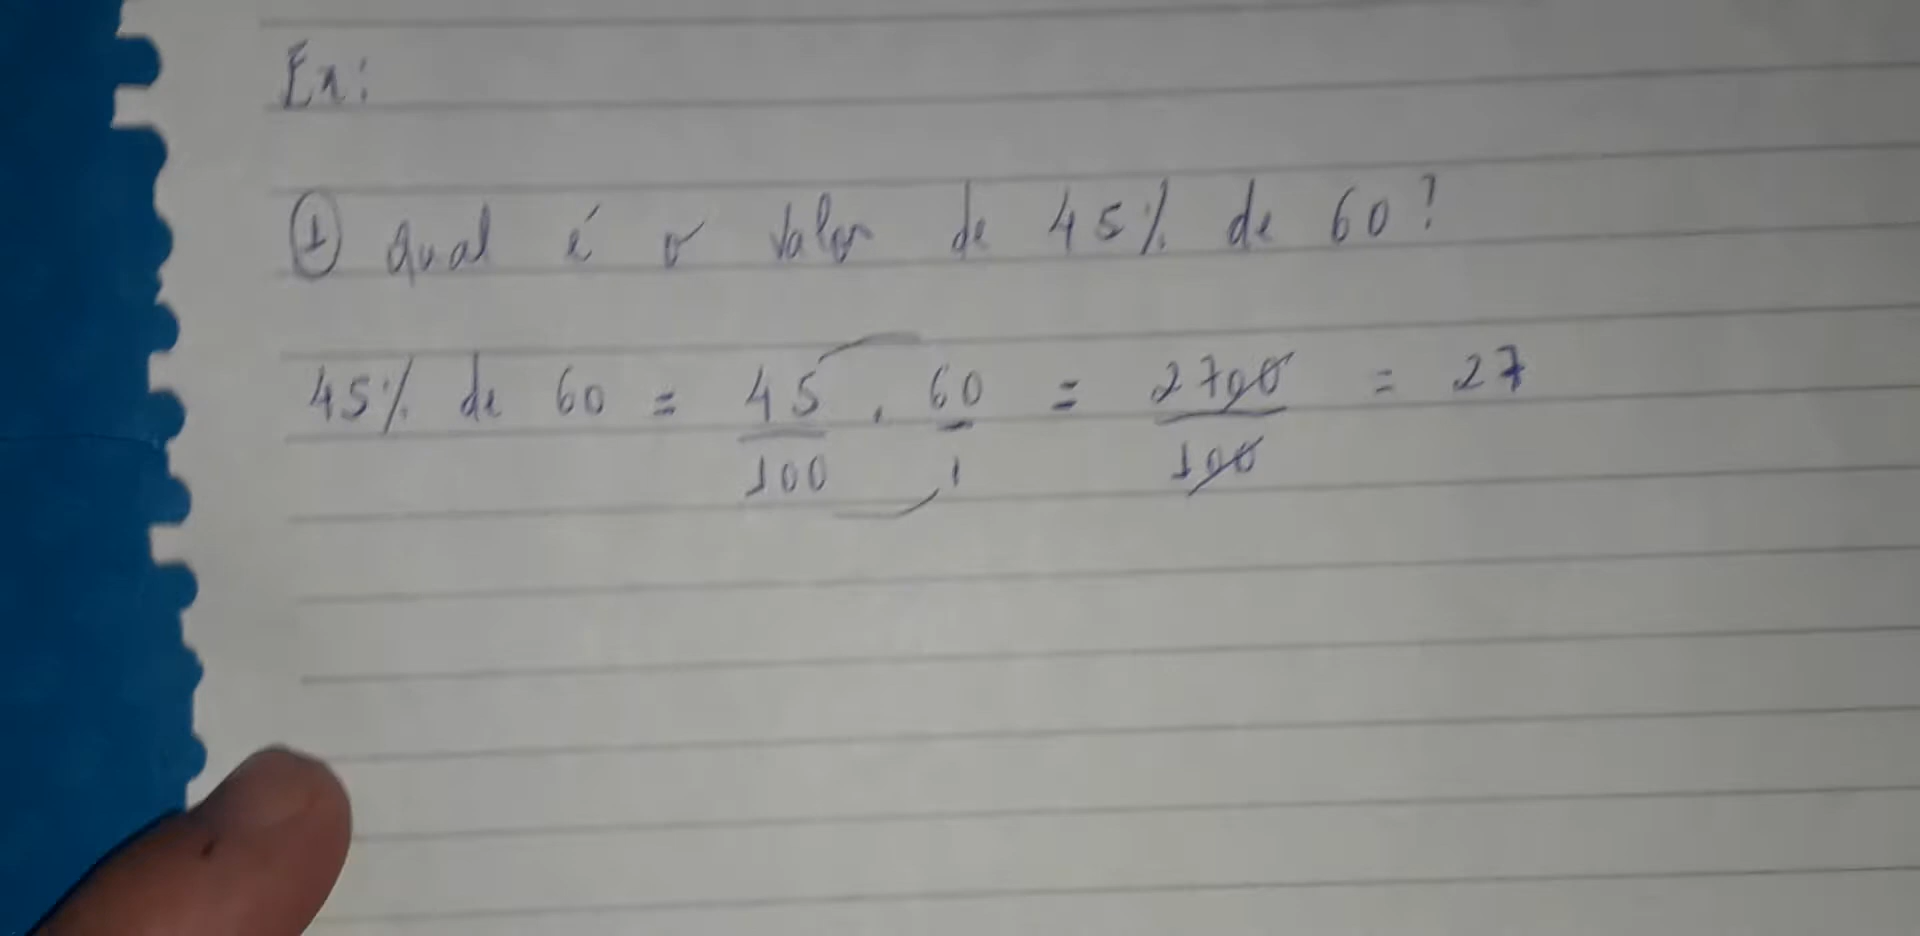 Ex:
① Qual é o valor de 45% de 60?
45% de 60 = 45/100 . 60/1 = 2700/100 = 27